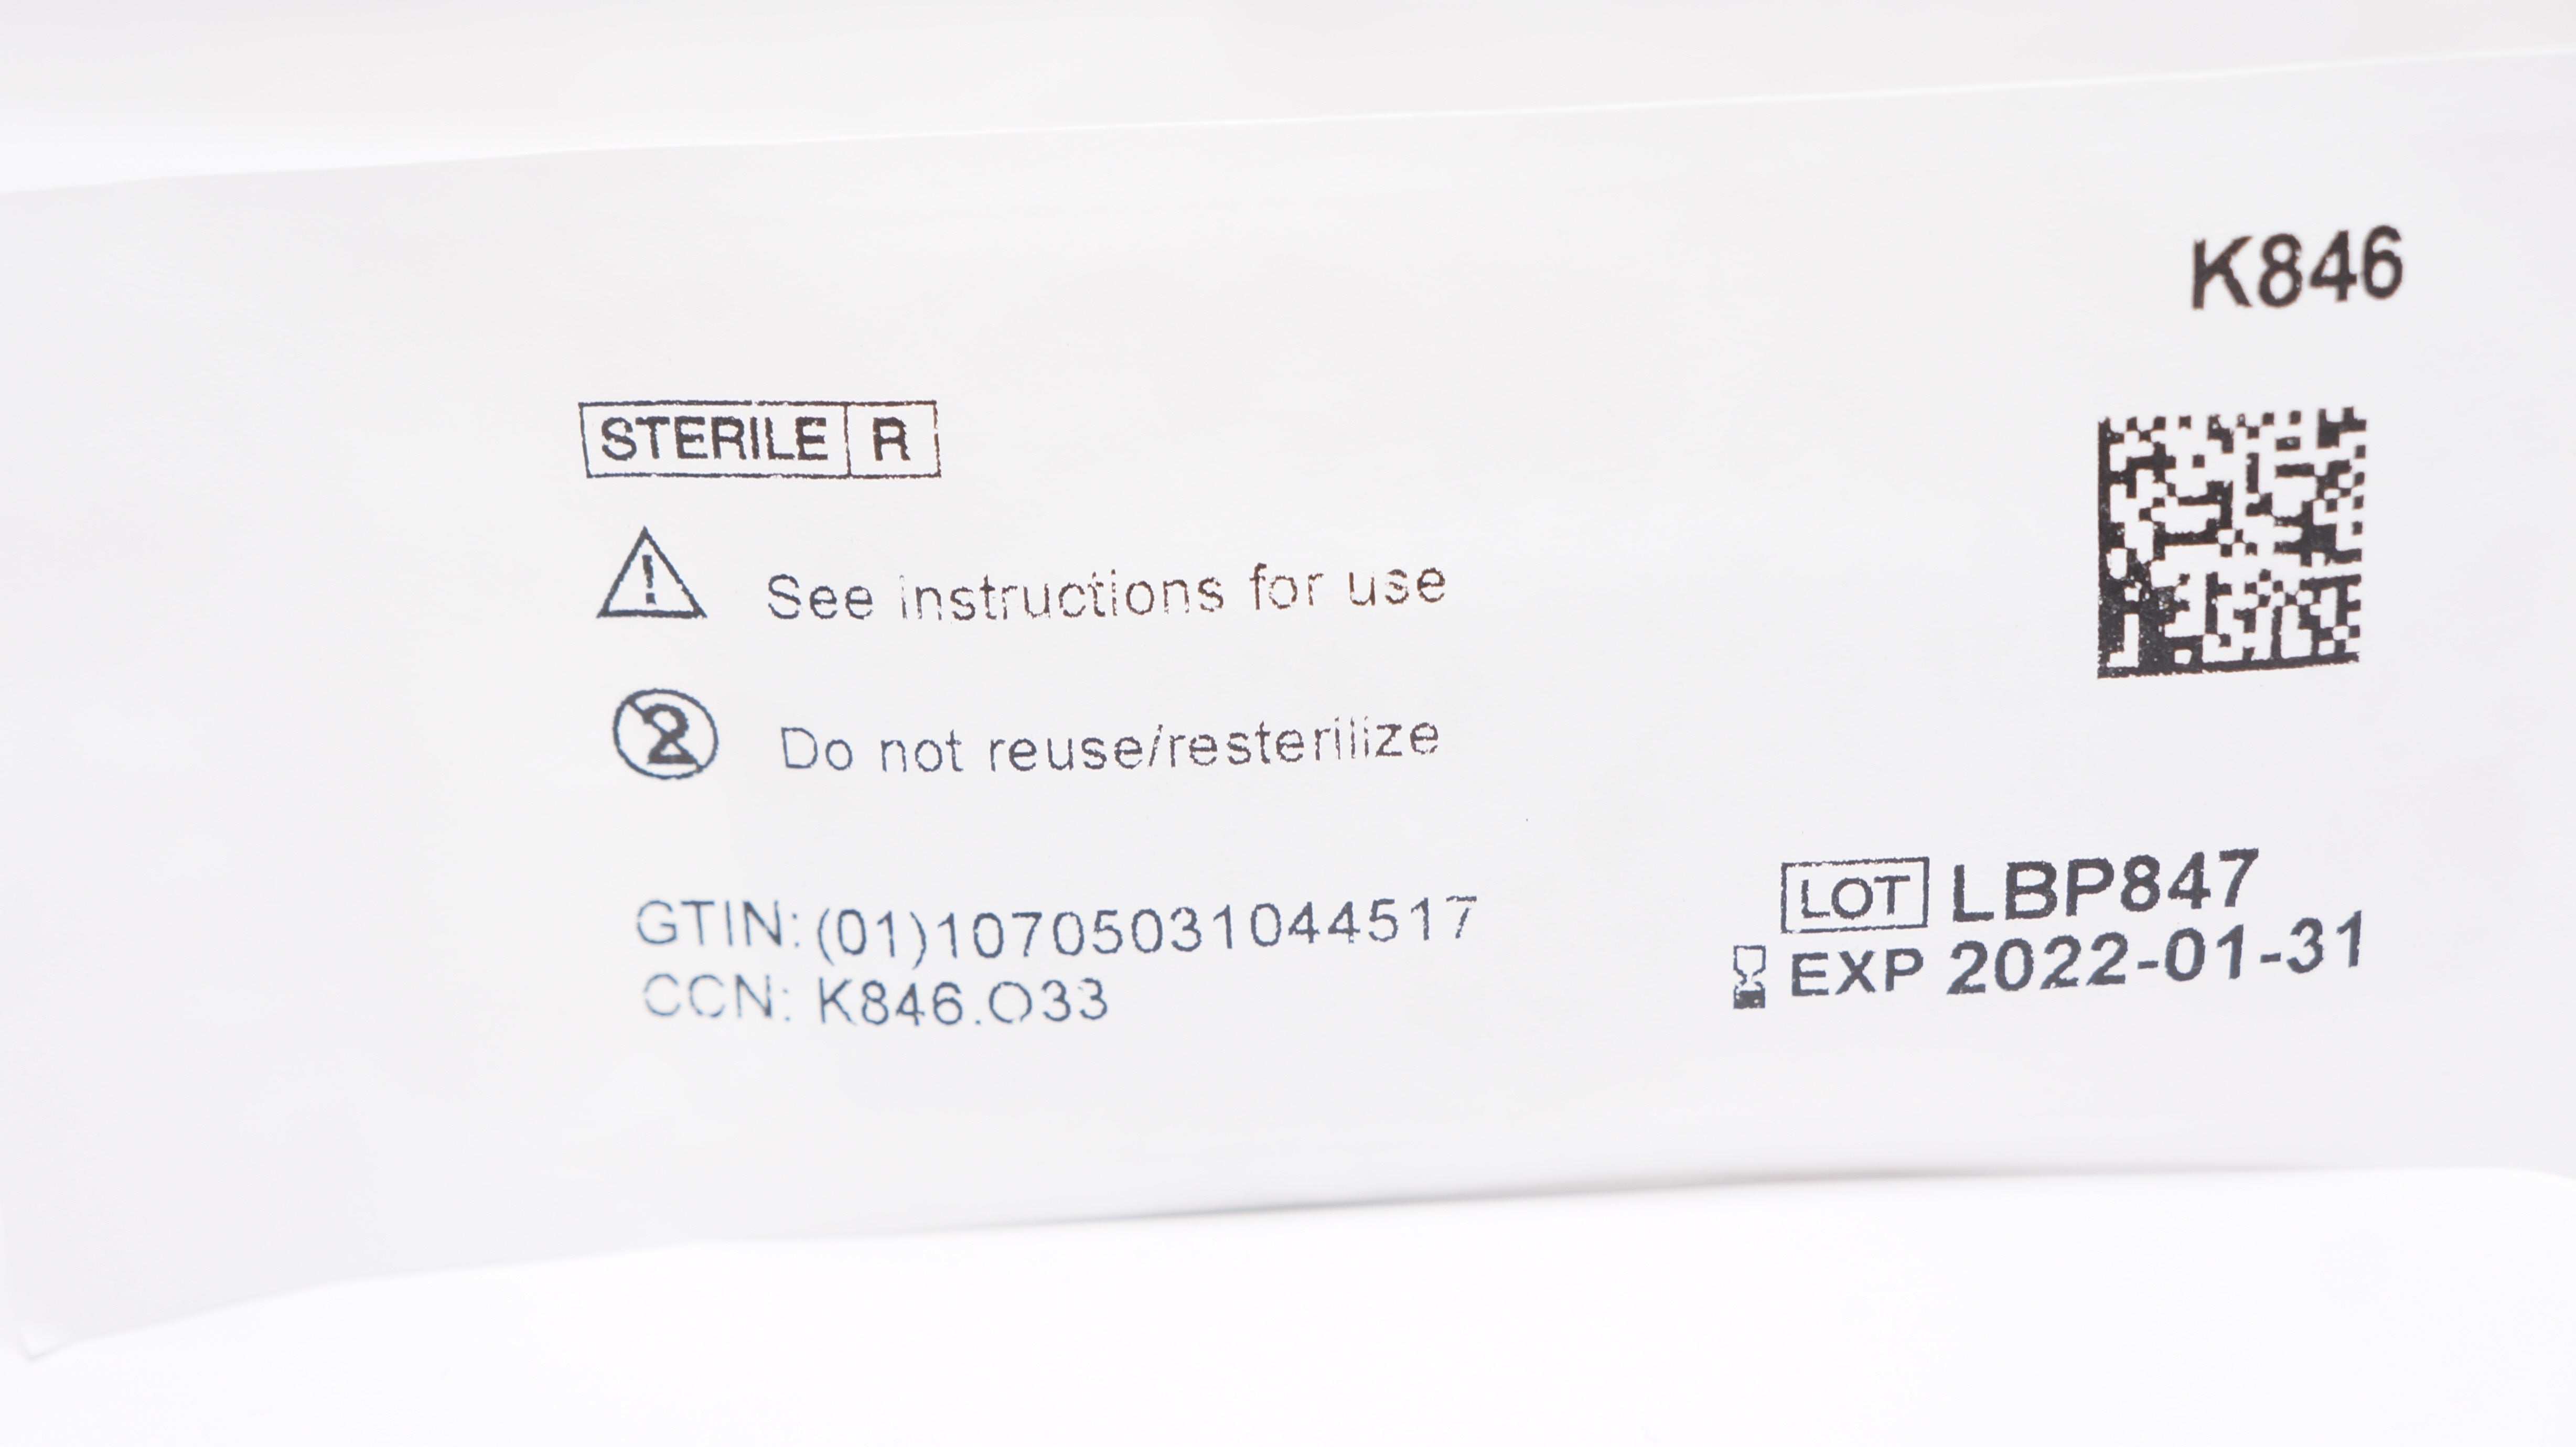 K846
STERILE R
See instructions for use
Do not reuse/resterilize
GTIN: (01)10705031044517
CCN: K846.O33
LOT LBP847
EXP 2022-01-31